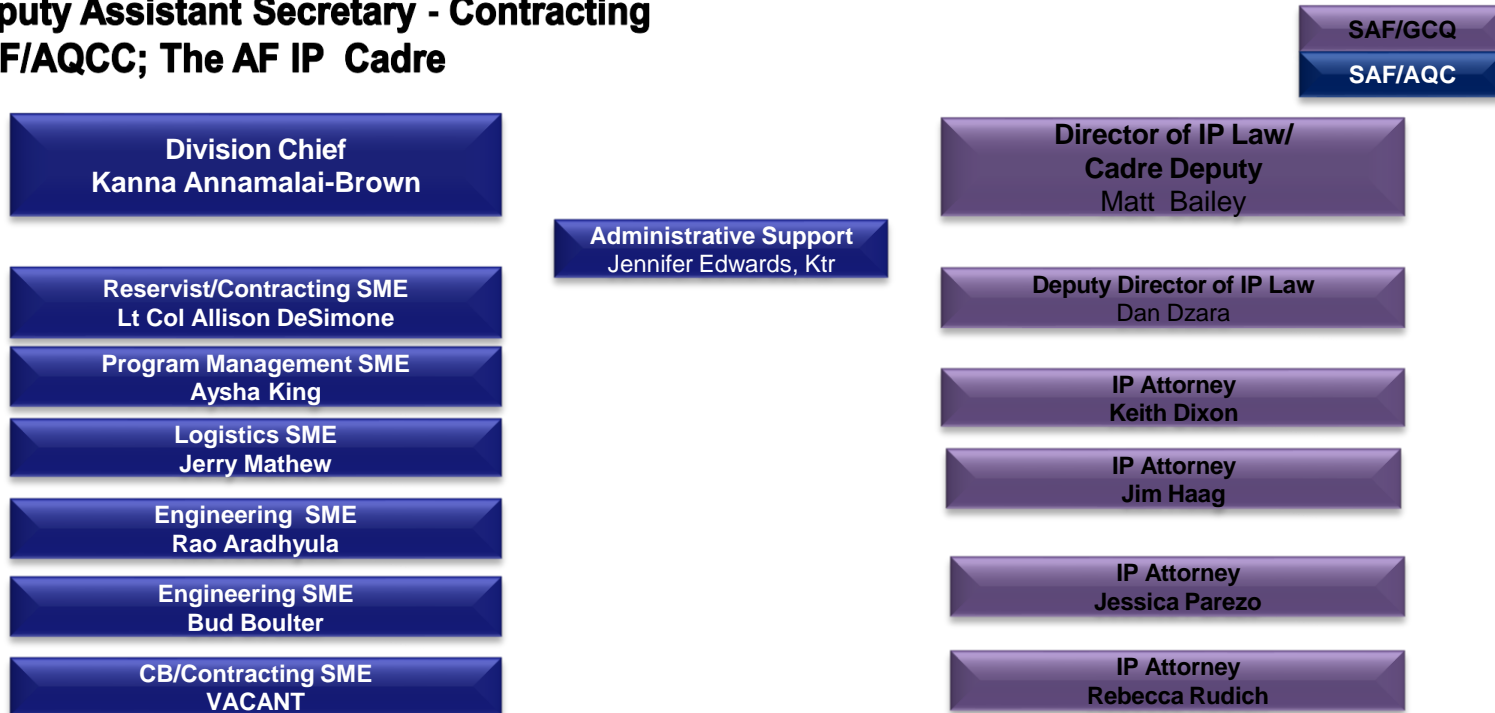 puty Assistant Secretary - Contracting
F/AQCC; The AF IP Cadre
SAF/GCQ
SAF/AQC
Division Chief
Kanna Annamalai-Brown
Director of IP Law/
Cadre Deputy
Matt Bailey
Administrative Support
Jennifer Edwards, Ktr
Reservist/Contracting SME
Lt Col Allison DeSimone
Deputy Director of IP Law
Dan Dzara
Program Management SME
Aysha King
IP Attorney
Keith Dixon
Logistics SME
Jerry Mathew
IP Attorney
Jim Haag
Engineering SME
Rao Aradhyula
IP Attorney
Jessica Parezo
Engineering SME
Bud Boulter
CB/Contracting SME
VACANT
IP Attorney
Rebecca Rudich